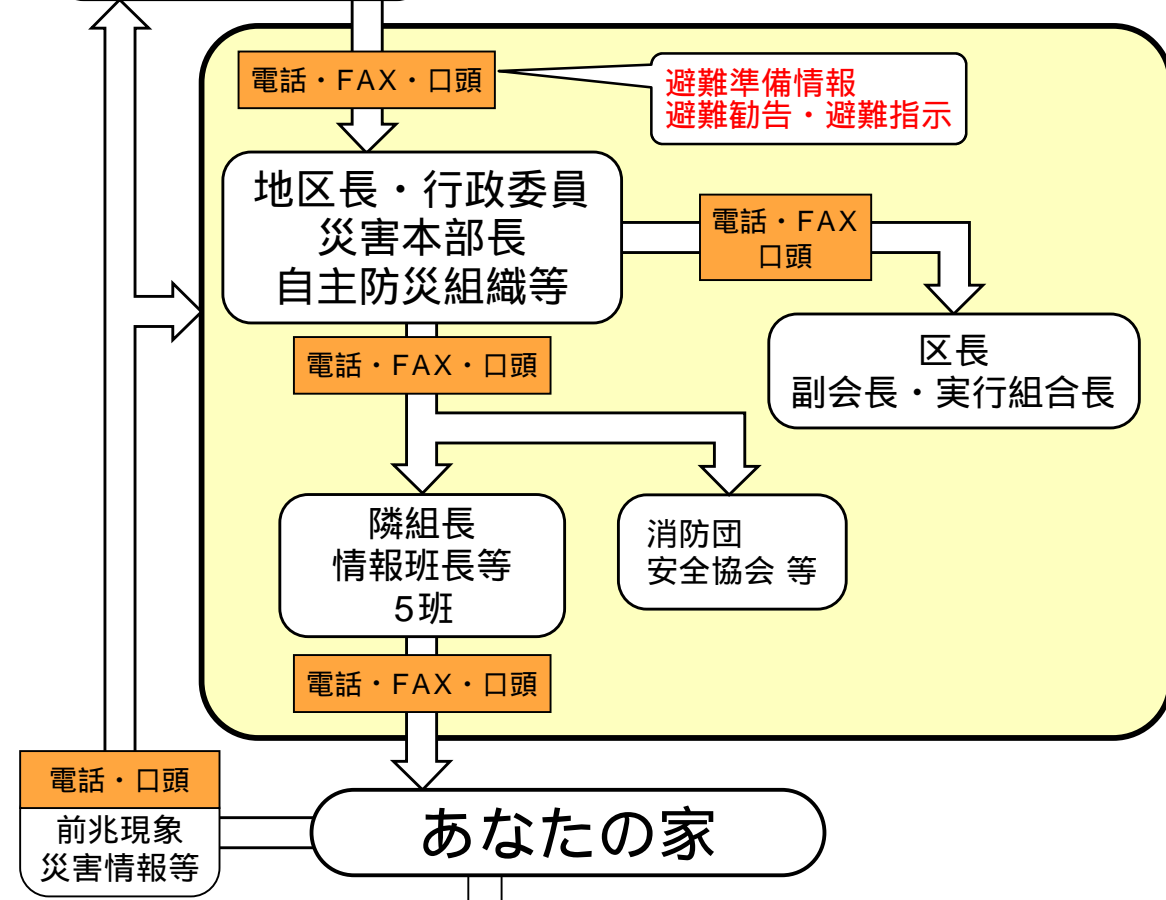 電話・FAX・口頭
避難準備情報
避難勧告・避難指示
地区長・行政委員
災害本部長
自主防災組織等
電話・FAX
口頭
区長
副会長・実行組合長
電話・FAX・口頭
隣組長
情報班長等
5班
消防団
安全協会 等
電話・FAX・口頭
電話・口頭
前兆現象
災害情報等
あなたの家